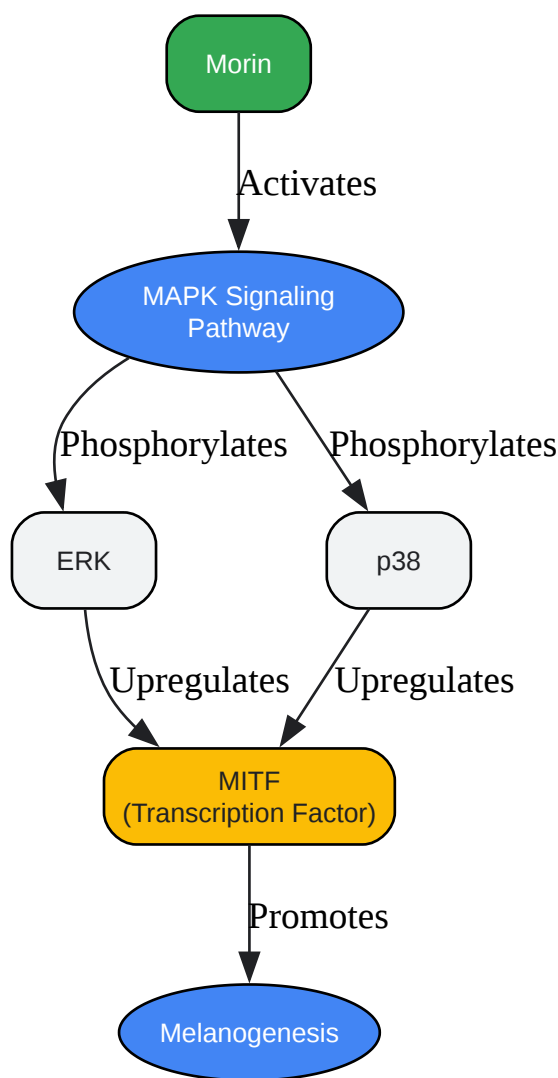 Morin
Activates
MAPK Signaling
Pathway
Phosphorylates
Phosphorylates
ERK
p38
Upregulates
Upregulates
MITF
(Transcription Factor)
Promotes
Melanogenesis